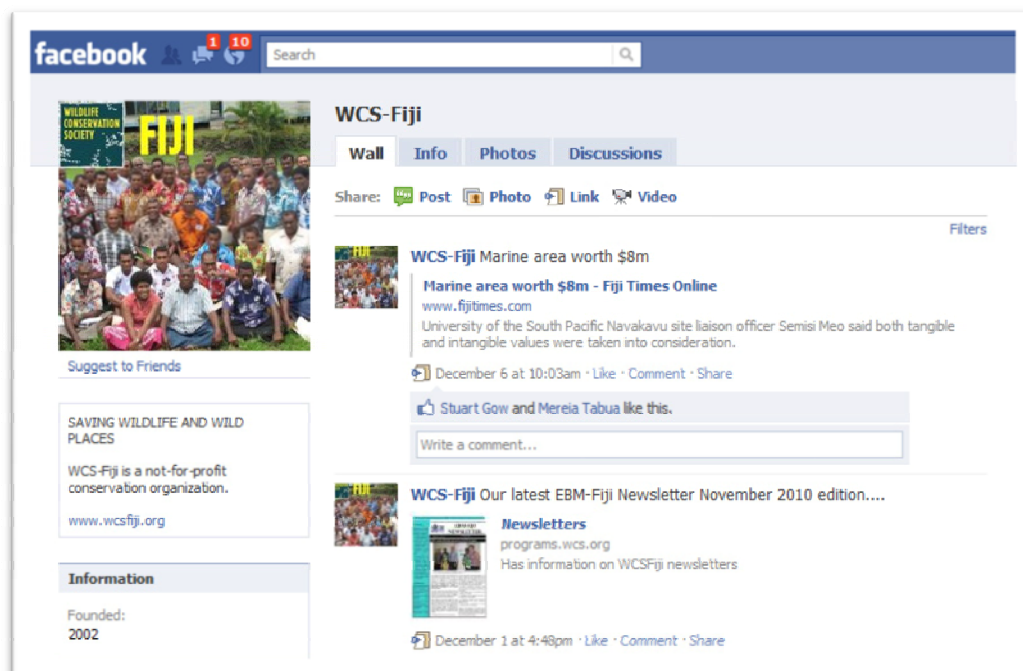 facebook
1
10
Search
WILDLIFE
CONSERVATION
SOCIETY
FIJI
WCS-Fiji
Wall Info Photos Discussions
Share: Post Photo Link Video
Filters
Suggest to Friends
SAVING WILDLIFE AND WILD
PLACES
WCS-Fiji is a not-for-profit
conservation organization.
www.wcsfiji.org
Information
Founded:
2002
FIJI
WCS-Fiji Marine area worth $8m
Marine area worth $8m - Fiji Times Online
www.fijitimes.com
University of the South Pacific Navakavu site liaison officer Semisi Meo said both tangible
and intangible values were taken into consideration.
December 6 at 10:03am · Like · Comment · Share
Stuart Gow and Mereia Tabua like this.
Write a comment...
FIJI
WCS-Fiji Our latest EBM-Fiji Newsletter November 2010 edition....
Newsletters
programs.wcs.org
Has information on WCSFiji newsletters
December 1 at 4:48pm · Like · Comment · Share